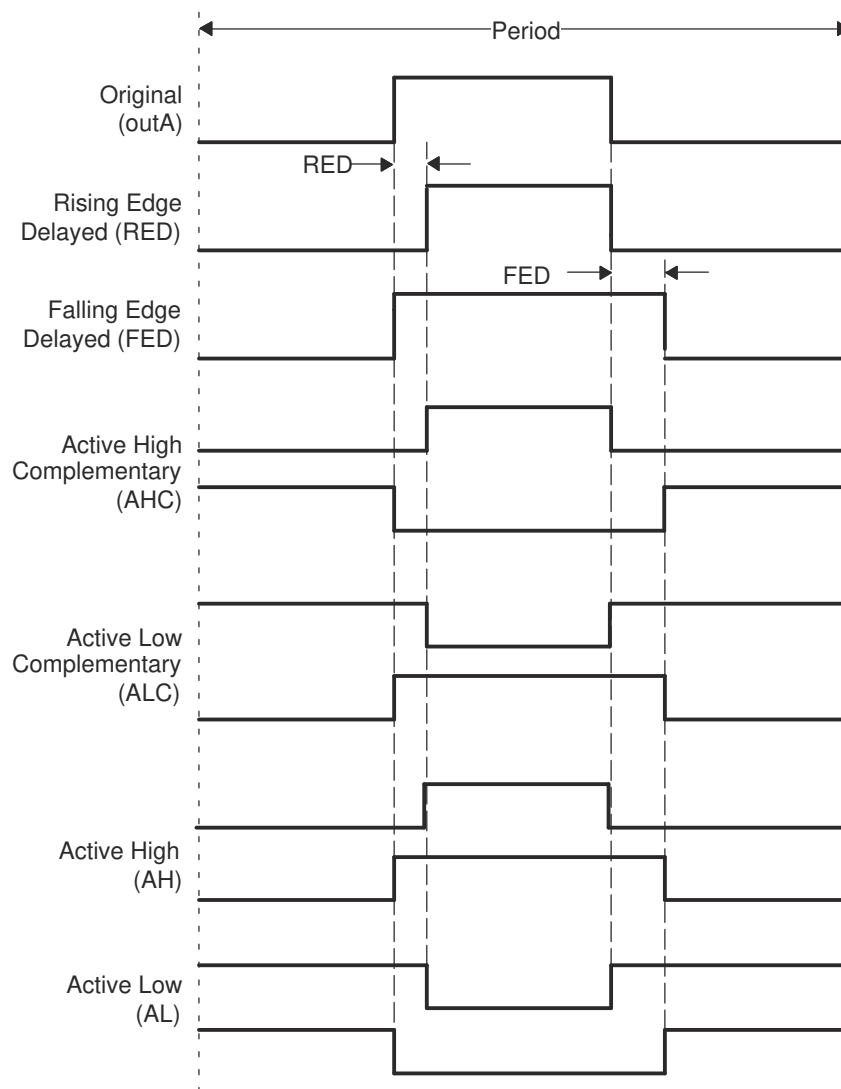 Period
Original
(outA)
RED
Rising Edge
Delayed (RED)
FED
Falling Edge
Delayed (FED)
Active High
Complementary
(AHC)
Active Low
Complementary
(ALC)
Active High
(AH)
Active Low
(AL)